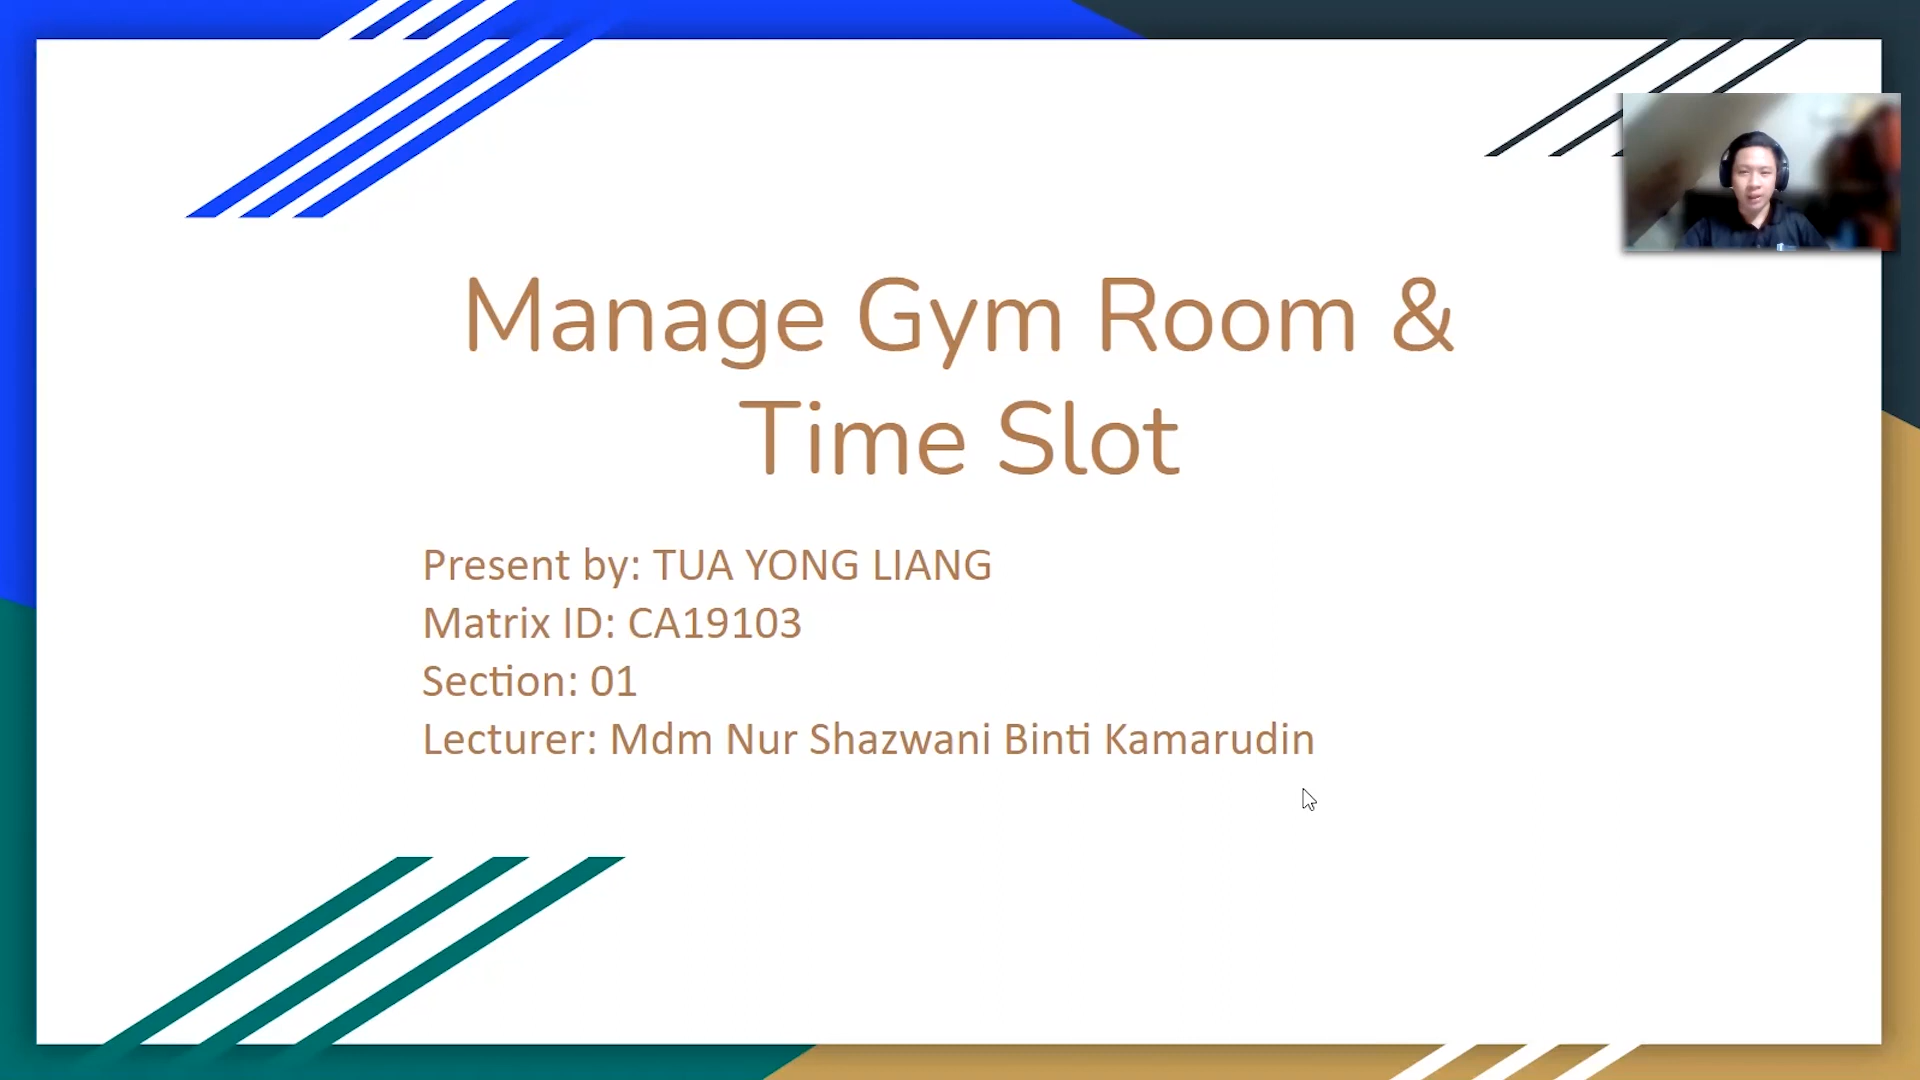 Manage Gym Room &
Time Slot
Present by: TUA YONG LIANG
Matrix ID: CA19103
Section: 01
Lecturer: Mdm Nur Shazwani Binti Kamarudin